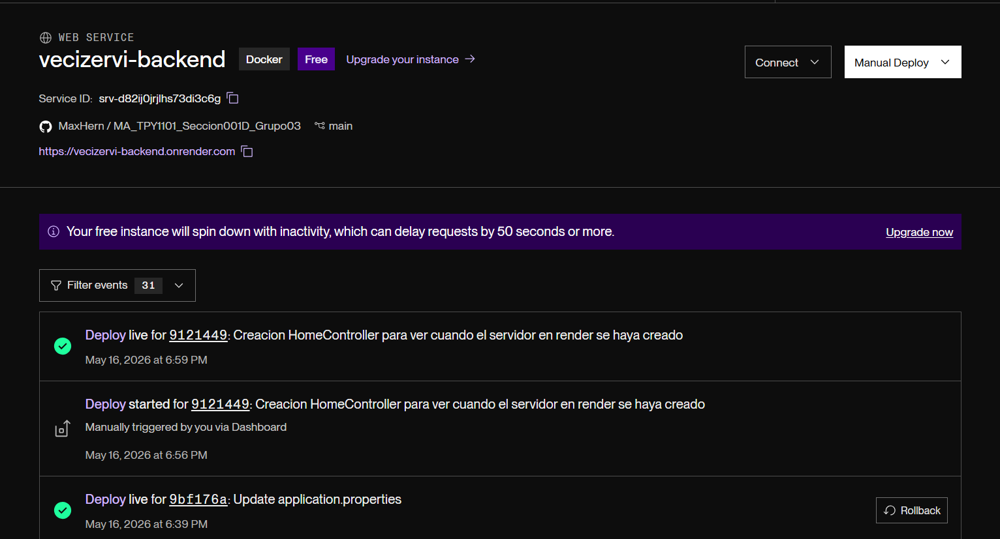 WEB SERVICE
vecizervi-backend Docker Free Upgrade your instance →
Connect
Manual Deploy
Service ID: srv-d82ij0jrjlhs73di3c6g
MaxHern / MA_TPY1101_Seccion001D_Grupo03 main
https://vecizervi-backend.onrender.com
Your free instance will spin down with inactivity, which can delay requests by 50 seconds or more.
Upgrade now
Filter events 31
Deploy live for 9121449: Creacion HomeController para ver cuando el servidor en render se haya creado
May 16, 2026 at 6:59 PM
Deploy started for 9121449: Creacion HomeController para ver cuando el servidor en render se haya creado
Manually triggered by you via Dashboard
May 16, 2026 at 6:56 PM
Deploy live for 9bf176a: Update application.properties
May 16, 2026 at 6:39 PM
Rollback